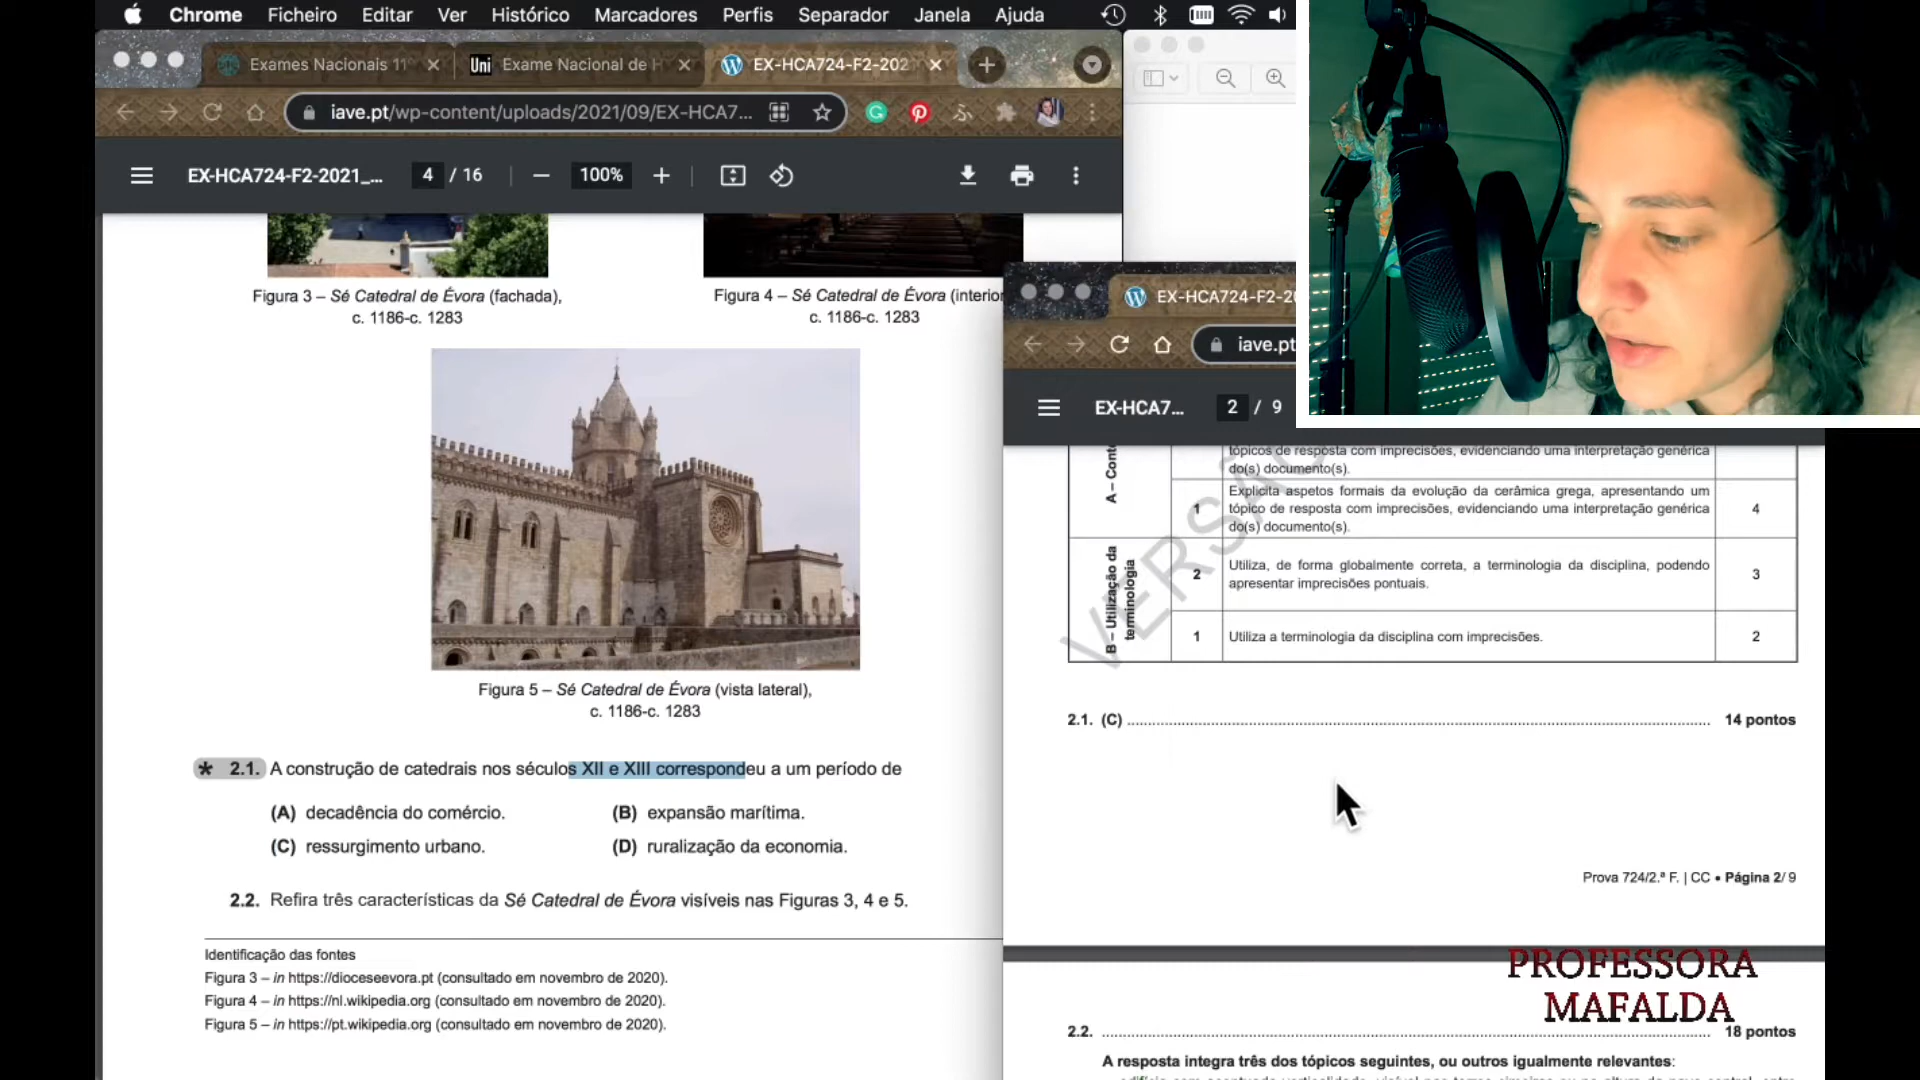 Chrome Ficheiro Editar Ver Histórico Marcadores Perfis Separador Janela Ajuda
Exames Nacionais 11º
Uni Exame Nacional de H
EX-HCA724-F2-202
iave.pt/wp-content/uploads/2021/09/EX-HCA7...
EX-HCA724-F2-2021_... 4 / 16 100%
Figura 3 – Sé Catedral de Évora (fachada),
c. 1186-c. 1283
Figura 4 – Sé Catedral de Évora (interior
c. 1186-c. 1283
Figura 5 – Sé Catedral de Évora (vista lateral),
c. 1186-c. 1283
* 2.1. A construção de catedrais nos séculos XII e XIII correspondeu a um período de
(A) decadência do comércio. (B) expansão marítima.
(C) ressurgimento urbano. (D) ruralização da economia.
2.2. Refira três características da Sé Catedral de Évora visíveis nas Figuras 3, 4 e 5.
Identificação das fontes
Figura 3 – in https://dioceseevora.pt (consultado em novembro de 2020).
Figura 4 – in https://nl.wikipedia.org (consultado em novembro de 2020).
Figura 5 – in https://pt.wikipedia.org (consultado em novembro de 2020).
EX-HCA724-F2-20
iave.pt
EX-HCA7... 2 / 9
A – Cont
tópicos de resposta com imprecisões, evidenciando uma interpretação genérica
do(s) documento(s).
1 Explicita aspetos formais da evolução da cerâmica grega, apresentando um
tópico de resposta com imprecisões, evidenciando uma interpretação genérica
do(s) documento(s). 4
B – Utilização da
terminologia
2 Utiliza, de forma globalmente correta, a terminologia da disciplina, podendo
apresentar imprecisões pontuais. 3
1 Utiliza a terminologia da disciplina com imprecisões. 2
VERSÃO
2.1. (C) ........ 14 pontos
Prova 724/2.ª F. | CC • Página 2/ 9
PROFESSORA
MAFALDA
2.2. ........ 18 pontos
A resposta integra três dos tópicos seguintes, ou outros igualmente relevantes: